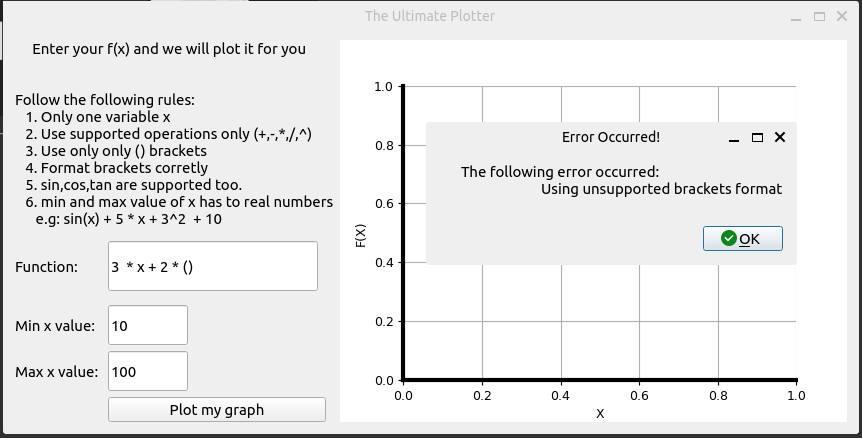 The Ultimate Plotter
Enter your f(x) and we will plot it for you
Follow the following rules:
1. Only one variable x
2. Use supported operations only (+,-,*,/,^)
3. Use only only () brackets
4. Format brackets corretly
5. sin,cos,tan are supported too.
6. min and max value of x has to real numbers
e.g: sin(x) + 5 * x + 3^2 + 10
Function:
3 * x + 2 * ()
Min x value:
10
Max x value:
100
Plot my graph
1.0
0.8
0.6
0.4
0.2
0.0
F(X)
0.0 0.2 0.4 0.6 0.8 1.0
X
Error Occurred!
The following error occurred:
Using unsupported brackets format
OK